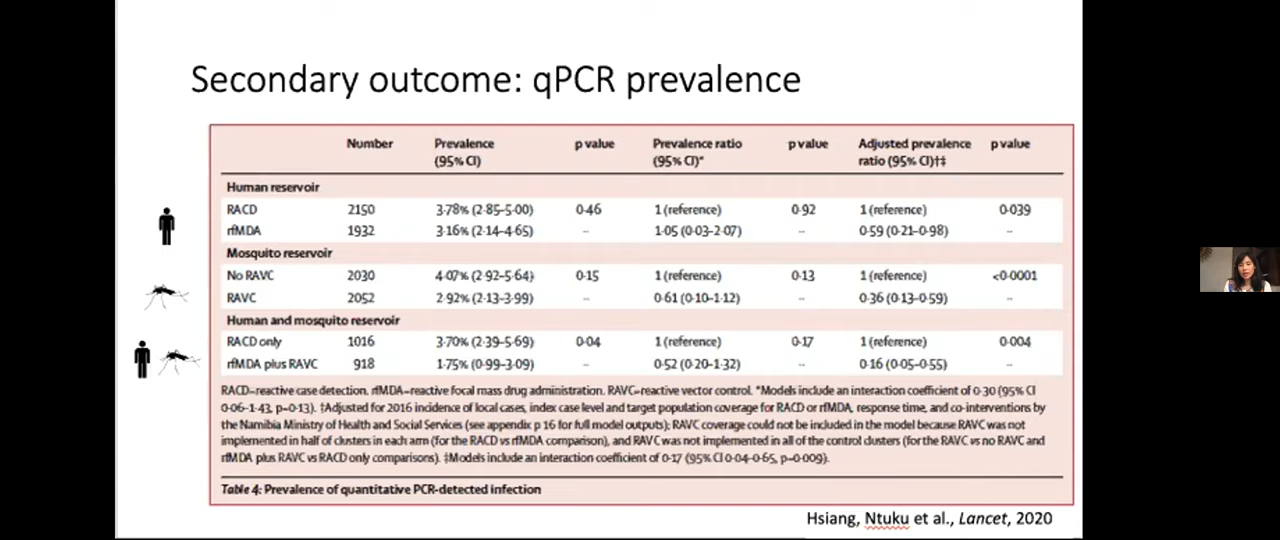 Secondary outcome: qPCR prevalence
Number Prevalence (95% CI) p value Prevalence ratio (95% CI)* p value Adjusted prevalence ratio (95% CI)†‡ p value
Human reservoir
RACD 2150 3·78% (2·85–5·00) 0·46 1 (reference) 0·92 1 (reference) 0·039
rfMDA 1932 3·16% (2·14–4·65) ·· 1·05 (0·03–2·07) ·· 0·59 (0·21–0·98) ··
Mosquito reservoir
No RAVC 2030 4·07% (2·92–5·64) 0·15 1 (reference) 0·13 1 (reference) <0·0001
RAVC 2052 2·92% (2·13–3·99) ·· 0·61 (0·10–1·12) ·· 0·36 (0·13–0·59) ··
Human and mosquito reservoir
RACD only 1016 3·70% (2·39–5·69) 0·04 1 (reference) 0·17 1 (reference) 0·004
rfMDA plus RAVC 918 1·75% (0·99–3·09) ·· 0·52 (0·20–1·32) ·· 0·16 (0·05–0·55) ··
RACD=reactive case detection. rfMDA=reactive focal mass drug administration. RAVC=reactive vector control. *Models include an interaction coefficient of 0·30 (95% CI
0·06–1·43, p=0·13). †Adjusted for 2016 incidence of local cases, index case level and target population coverage for RACD or rfMDA, response time, and co-interventions by
the Namibia Ministry of Health and Social Services (see appendix p 16 for full model outputs); RAVC coverage could not be included in the model because RAVC was not
implemented in half of clusters in each arm (for the RACD vs rfMDA comparison), and RAVC was not implemented in all of the control clusters (for the RAVC vs no RAVC and
rfMDA plus RAVC vs RACD only comparisons). ‡Models include an interaction coefficient of 0·17 (95% CI 0·04–0·65, p=0·009).
Table 4: Prevalence of quantitative PCR-detected infection
Hsiang, Ntuku et al., Lancet, 2020